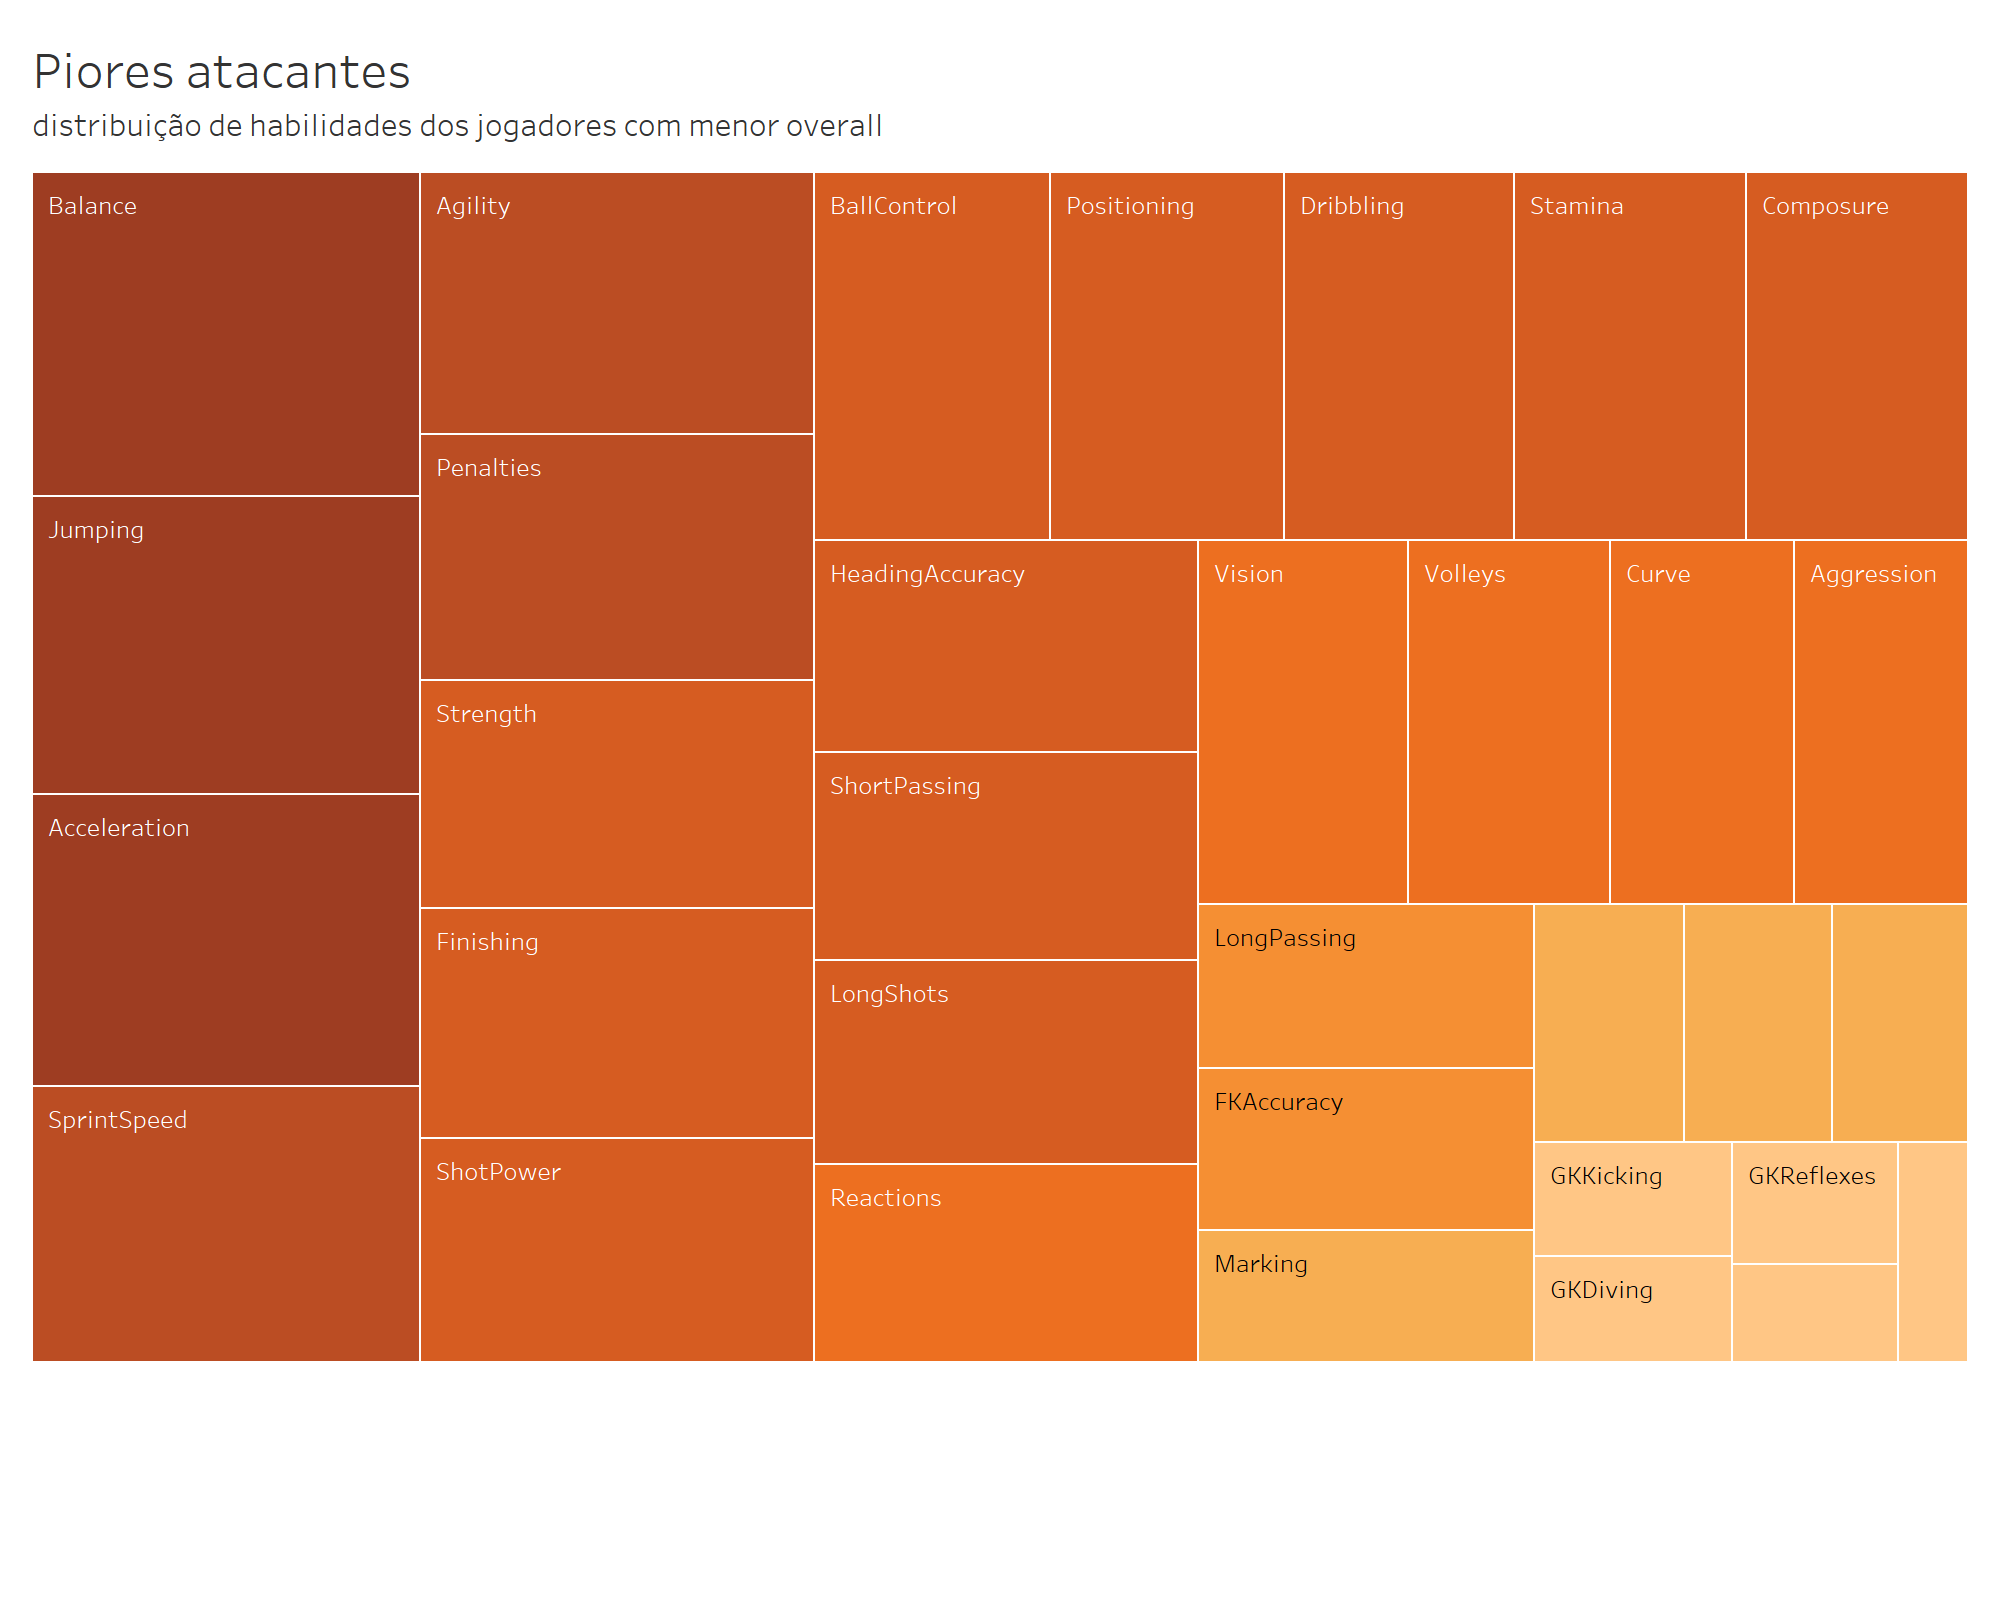 Piores atacantes
distribuição de habilidades dos jogadores com menor overall
Balance
Agility
BallControl
Positioning
Dribbling
Stamina
Composure
Penalties
Jumping
HeadingAccuracy
Vision
Volleys
Curve
Aggression
Strength
ShortPassing
Acceleration
Finishing
LongPassing
LongShots
FKAccuracy
SprintSpeed
ShotPower
GKKicking
GKReflexes
Reactions
Marking
GKDiving